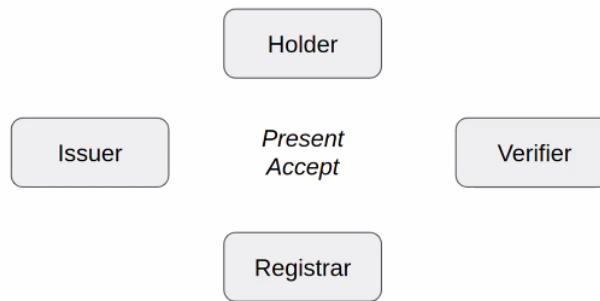 Holder
Issuer
Present
Accept
Verifier
Registrar